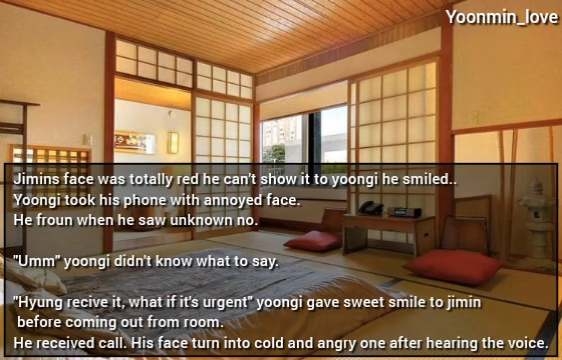 Yoonmin_love
Jimins face was totally red he can't show it to yoongi he smiled..
Yoongi took his phone with annoyed face.
He froun when he saw unknown no.
"Umm" yoongi didn't know what to say.
"Hyung recive it, what if it's urgent" yoongi gave sweet smile to jimin
before coming out from room.
He received call. His face turn into cold and angry one after hearing the voice.